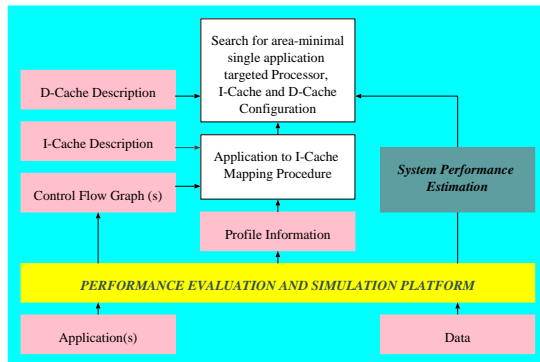 Search for area-minimal
single application
targeted Processor,
I-Cache and D-Cache
Configuration
D-Cache Description
I-Cache Description
Application to I-Cache
Mapping Procedure
System Performance
Estimation
Control Flow Graph (s)
Profile Information
PERFORMANCE EVALUATION AND SIMULATION PLATFORM
Application(s)
Data